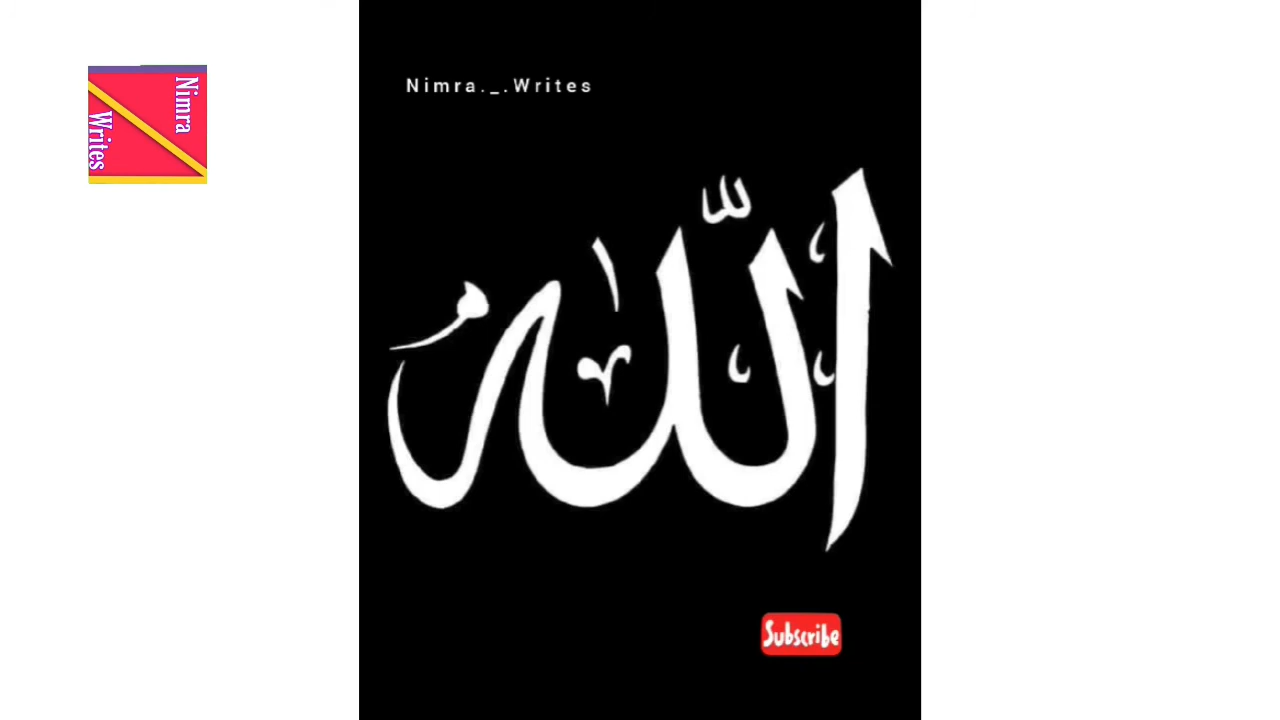 Nimra
Writes
Nimra._.Writes
الله
Subscribe